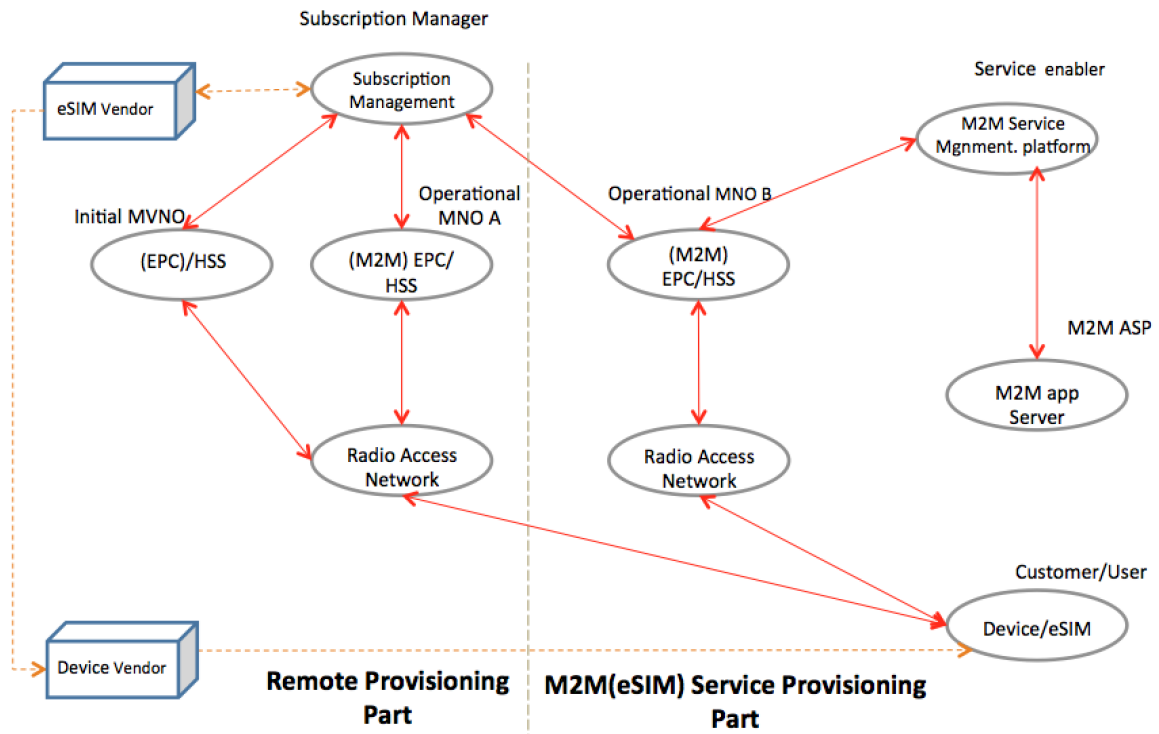 Subscription Manager
Subscription
Management
eSIM Vendor
Service enabler
M2M Service
Mgnment. platform
Operational
MNO A
Operational MNO B
Initial MVNO
(EPC)/HSS
(M2M) EPC/
HSS
(M2M)
EPC/HSS
M2M ASP
M2M app
Server
Radio Access
Network
Radio Access
Network
Customer/User
Device/eSIM
Device Vendor
Remote Provisioning
Part
M2M(eSIM) Service Provisioning
Part